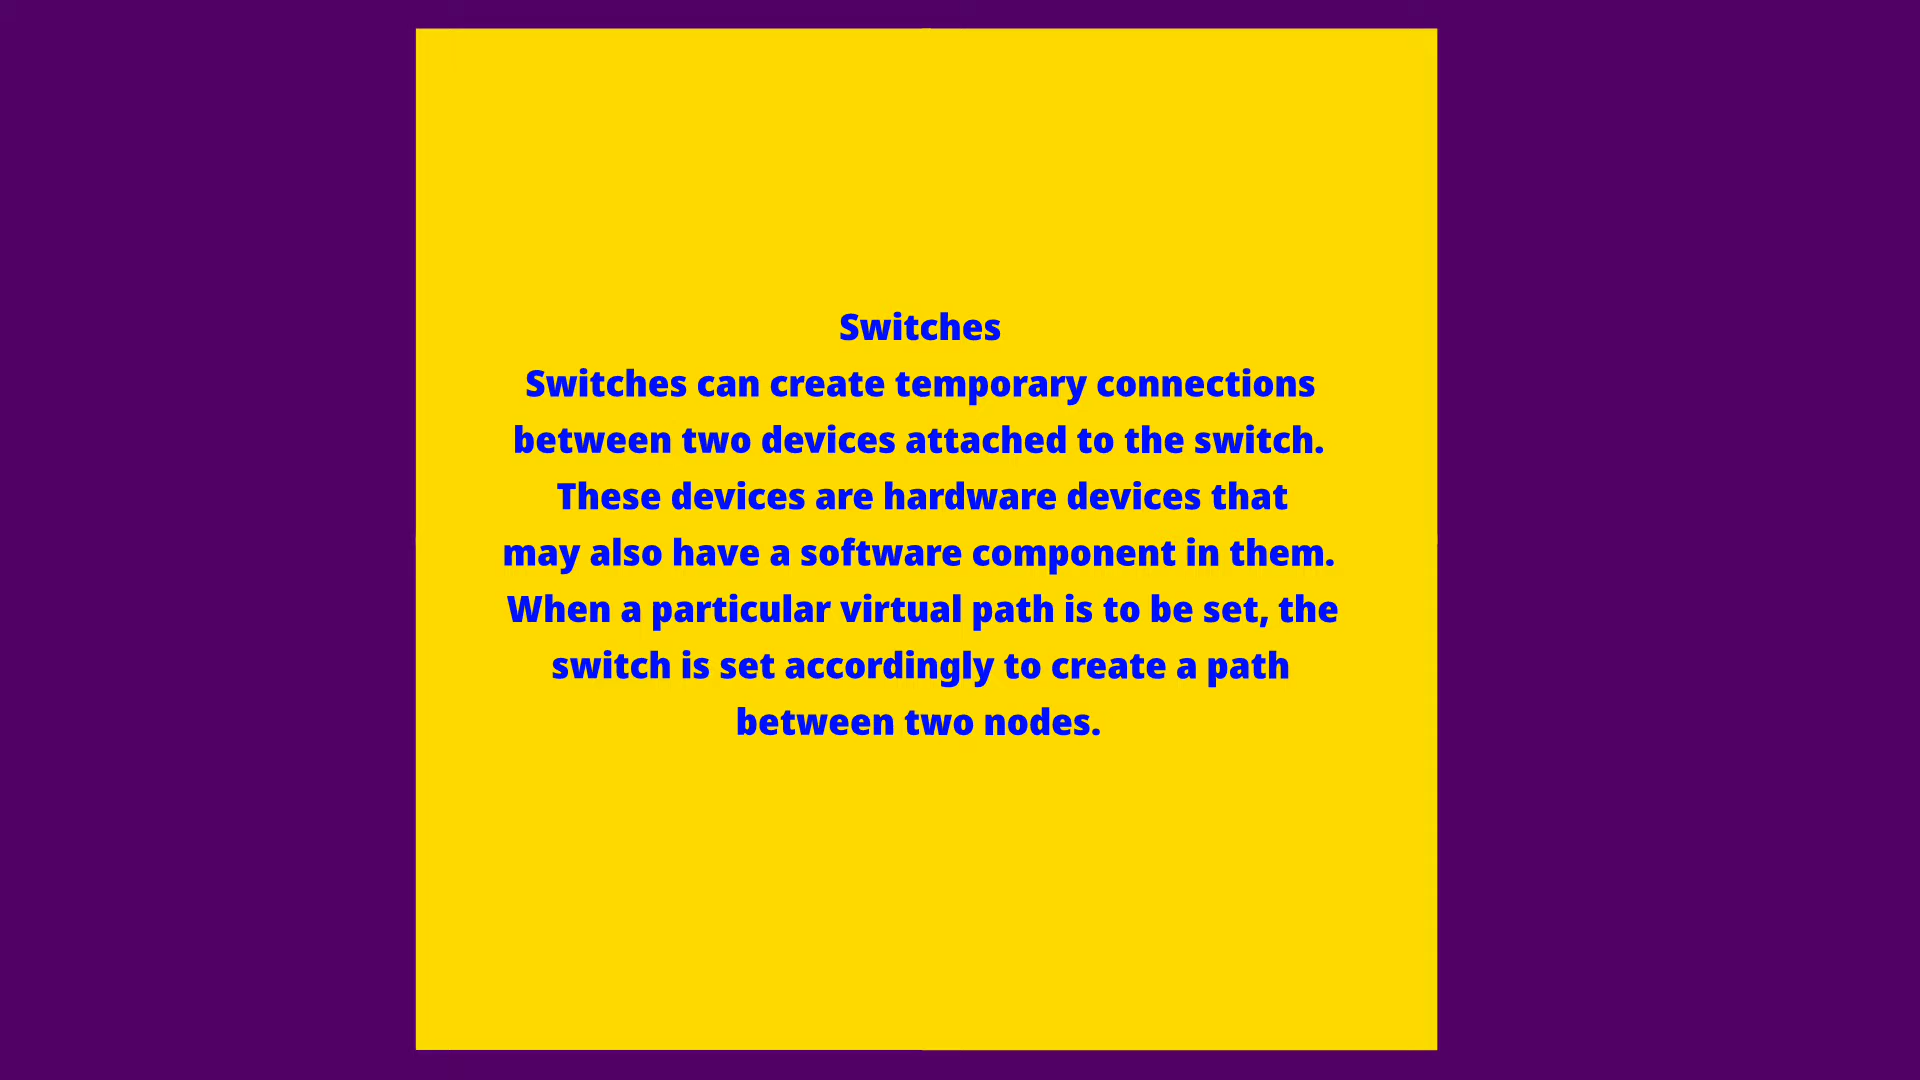 Switches
Switches can create temporary connections
between two devices attached to the switch.
These devices are hardware devices that
may also have a software component in them.
When a particular virtual path is to be set, the
switch is set accordingly to create a path
between two nodes.